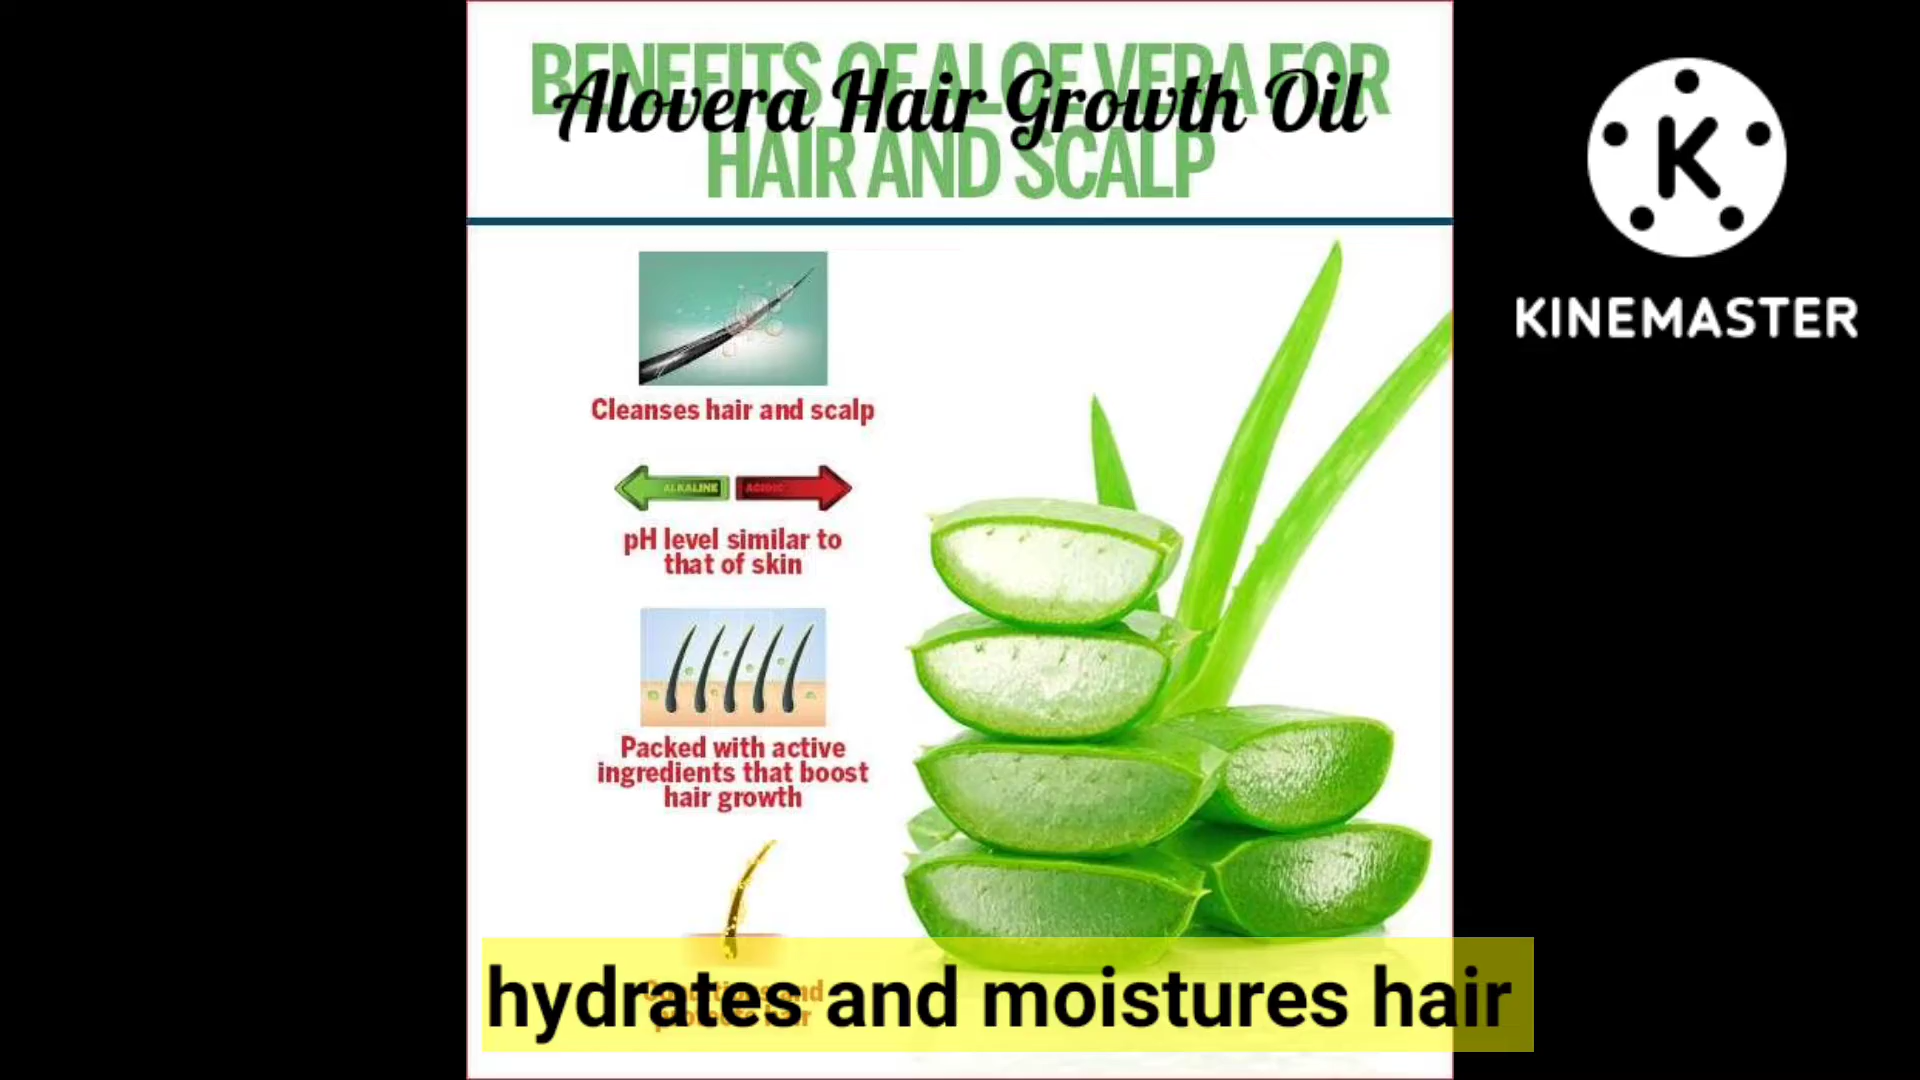 BENEFITS OF ALOE VERA FOR
Alovera Hair Growth Oil
HAIR AND SCALP
KINEMASTER
Cleanses hair and scalp
ALKALINE ACIDIC
pH level similar to
that of skin
Packed with active
ingredients that boost
hair growth
hydrates and moistures hair